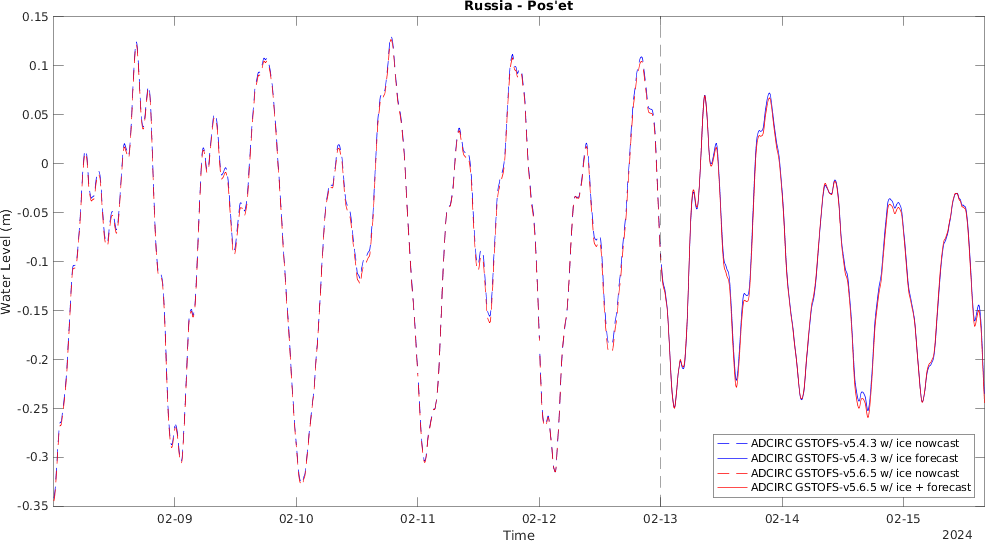 Russia - Pos'et
0.15
0.1
0.05
0
-0.05
-0.1
-0.15
-0.2
-0.25
-0.3
-0.35
Water Level (m)
ADCIRC GSTOFS-v5.4.3 w/ ice nowcast
ADCIRC GSTOFS-v5.4.3 w/ ice forecast
ADCIRC GSTOFS-v5.6.5 w/ ice nowcast
ADCIRC GSTOFS-v5.6.5 w/ ice + forecast
02-09 02-10 02-11 02-12 02-13 02-14 02-15
Time
2024